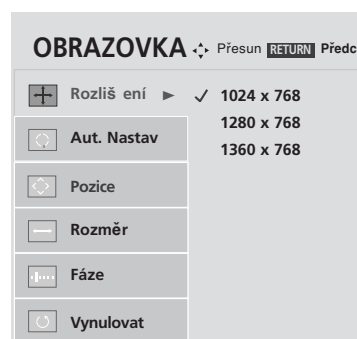 OBRAZOVKA Přesun RETURN Předc
Rozliš ení ► ✓ 1024 x 768
1280 x 768
1360 x 768
Aut. Nastav
Pozice
Rozměr
Fáze
Vynulovat